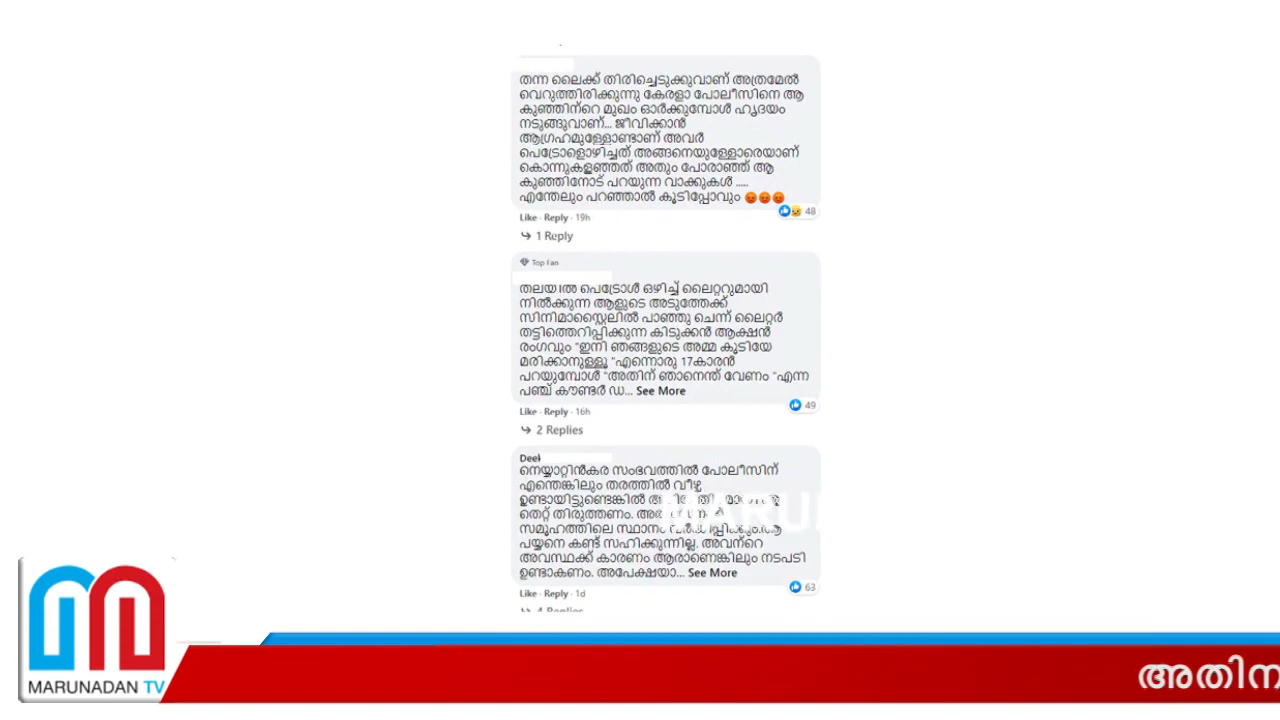 തന്ന ലൈക്ക് തിരിച്ചെടുക്കുവാണ് അത്രമേൽ
വെറുത്തിരിക്കുന്നു കേരളാ പോലീസിനെ ആ
കുഞ്ഞിന്റെ മുഖം ഓർക്കുമ്പോൾ ഹൃദയം
നടുങ്ങുവാണ്... ജീവിക്കാൻ
ആഗ്രഹമുള്ളോണ്ടാണ് അവർ
പെട്രോളൊഴിച്ചത് അങ്ങനെയുള്ളോരെയാണ്
കൊന്നുകളഞ്ഞത് അതും പോരാഞ്ഞ് ആ
കുഞ്ഞിനോട് പറയുന്ന വാക്കുകൾ .....
എന്തേലും പറഞ്ഞാൽ കൂടിപ്പോവും 😡😡😡
48
Like · Reply · 19h
1 Reply
Top Fan
തലയിൽ പെട്രോൾ ഒഴിച്ച് ലൈറ്ററുമായി
നിൽക്കുന്ന ആളുടെ അടുത്തേക്ക്
സിനിമാസ്റ്റൈലിൽ പാഞ്ഞു ചെന്ന് ലൈറ്റർ
തട്ടിത്തെറിപ്പിക്കുന്ന കിടുക്കൻ ആക്ഷൻ
രംഗവും "ഇനി ഞങ്ങളുടെ അമ്മ കൂടിയേ
മരിക്കാനുള്ളൂ "എന്നൊരു 17കാരൻ
പറയുമ്പോൾ "അതിന് ഞാനെന്ത് വേണം "എന്ന
പഞ്ച് കൗണ്ടർ ഡ... See More
49
Like · Reply · 16h
2 Replies
Deek
നെയ്യാറ്റിൻകര സംഭവത്തിൽ പോലീസിന്
എന്തെങ്കിലും തരത്തിൽ വീഴ്ച
ഉണ്ടായിട്ടുണ്ടെങ്കിൽ ആ
തെറ്റ് തിരുത്തണം.
സമൂഹത്തിലെ സ്ഥാനം വർദ്ധിപ്പിക്കും.ആ
പയ്യനെ കണ്ട് സഹിക്കുന്നില്ല. അവന്റെ
അവസ്ഥക്ക് കാരണം ആരാണെങ്കിലും നടപടി
ഉണ്ടാകണം. അപേക്ഷയാ... See More
63
Like · Reply · 1d
4 Replies
MARUNADAN TV
അതിന